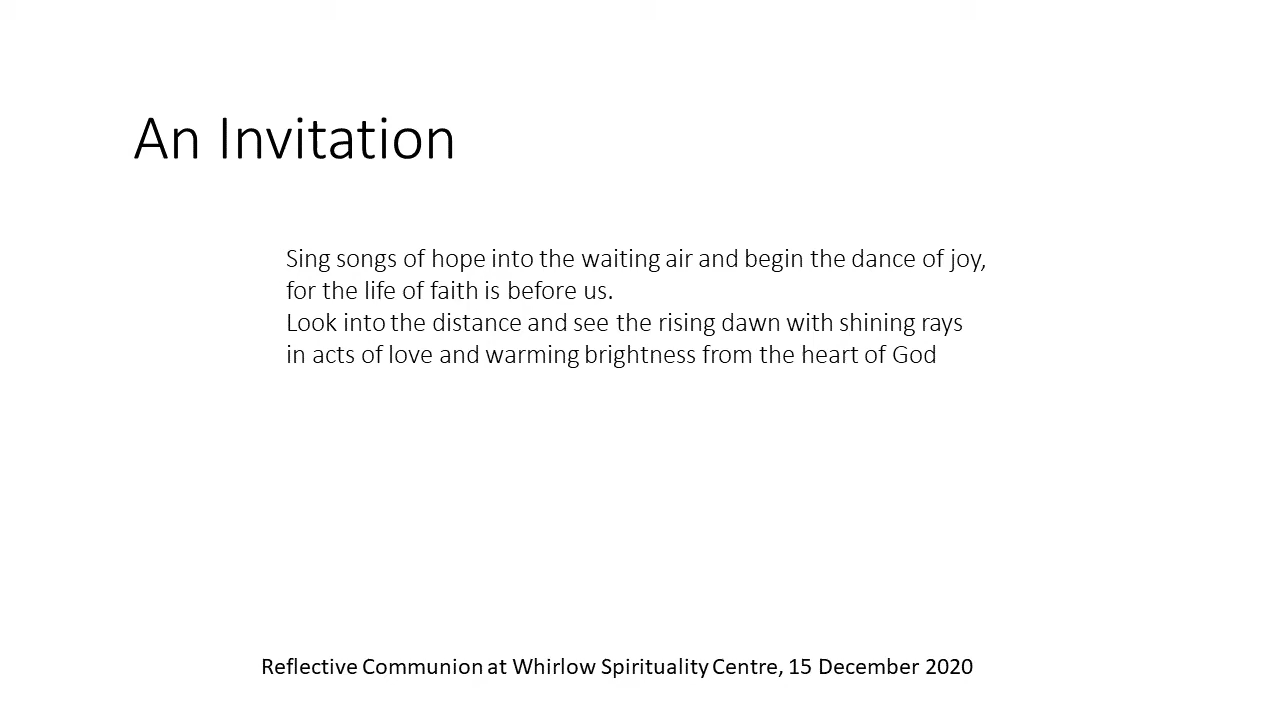 An Invitation
Sing songs of hope into the waiting air and begin the dance of joy,
for the life of faith is before us.
Look into the distance and see the rising dawn with shining rays
in acts of love and warming brightness from the heart of God
Reflective Communion at Whirlow Spirituality Centre, 15 December 2020